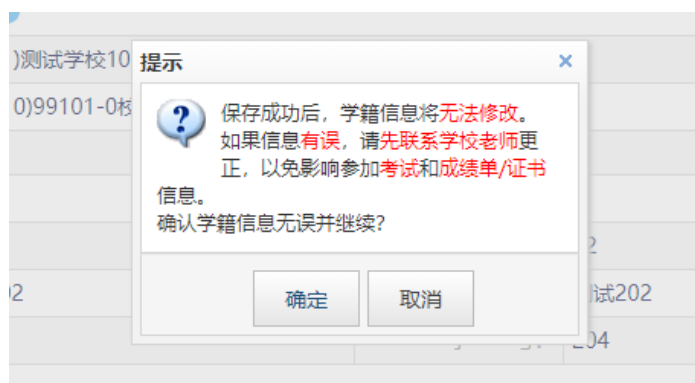 )测试学校10
提示
0)99101-0校
保存成功后，学籍信息将无法修改。
如果信息有误，请先联系学校老师更
正，以免影响参加考试和成绩单/证书
信息。
确认学籍信息无误并继续?
2
02
试202
确定
取消
204